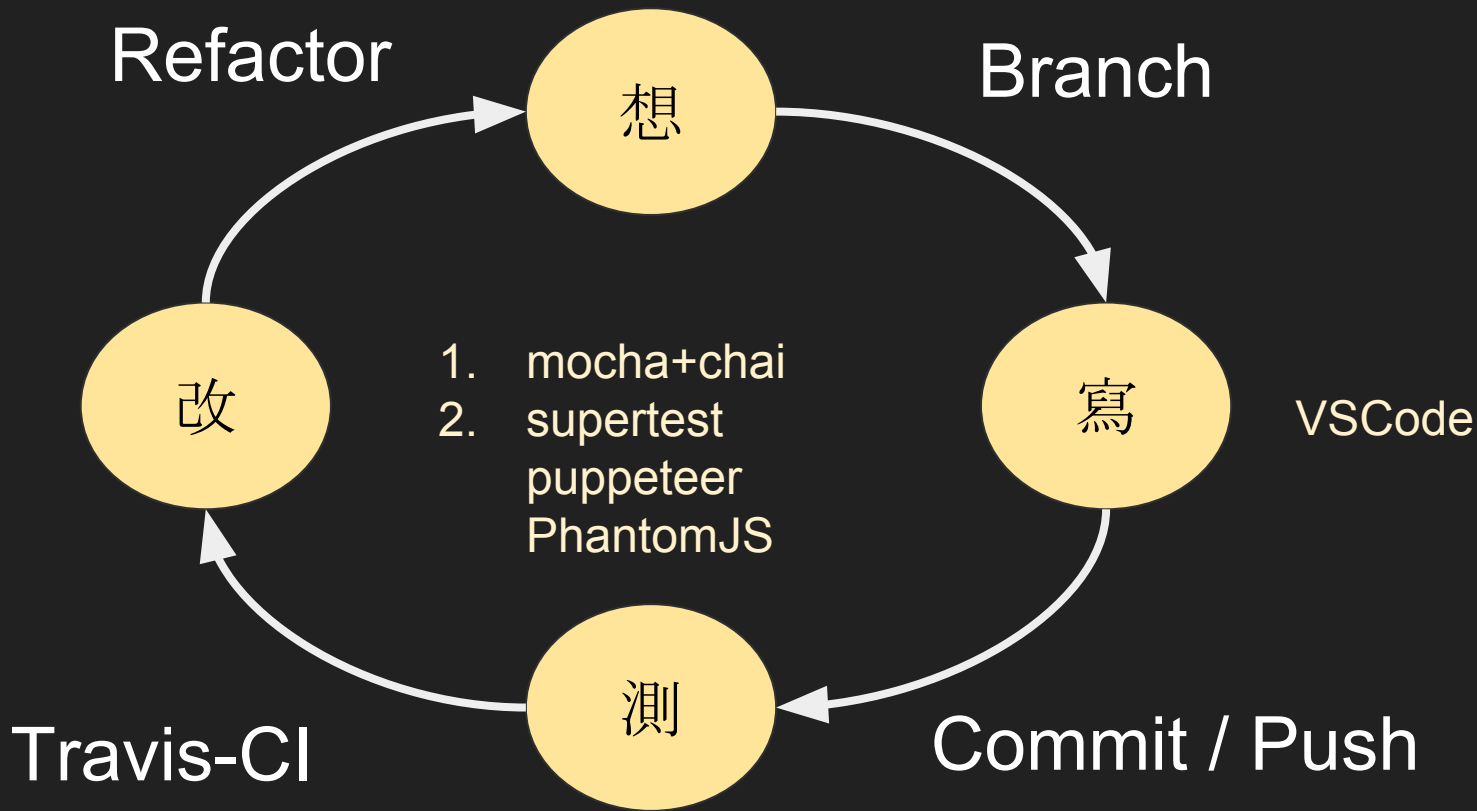 Refactor
想
Branch
改
1. mocha+chai
2. supertest
puppeteer
PhantomJS
寫
VSCode
測
Travis-CI
Commit / Push